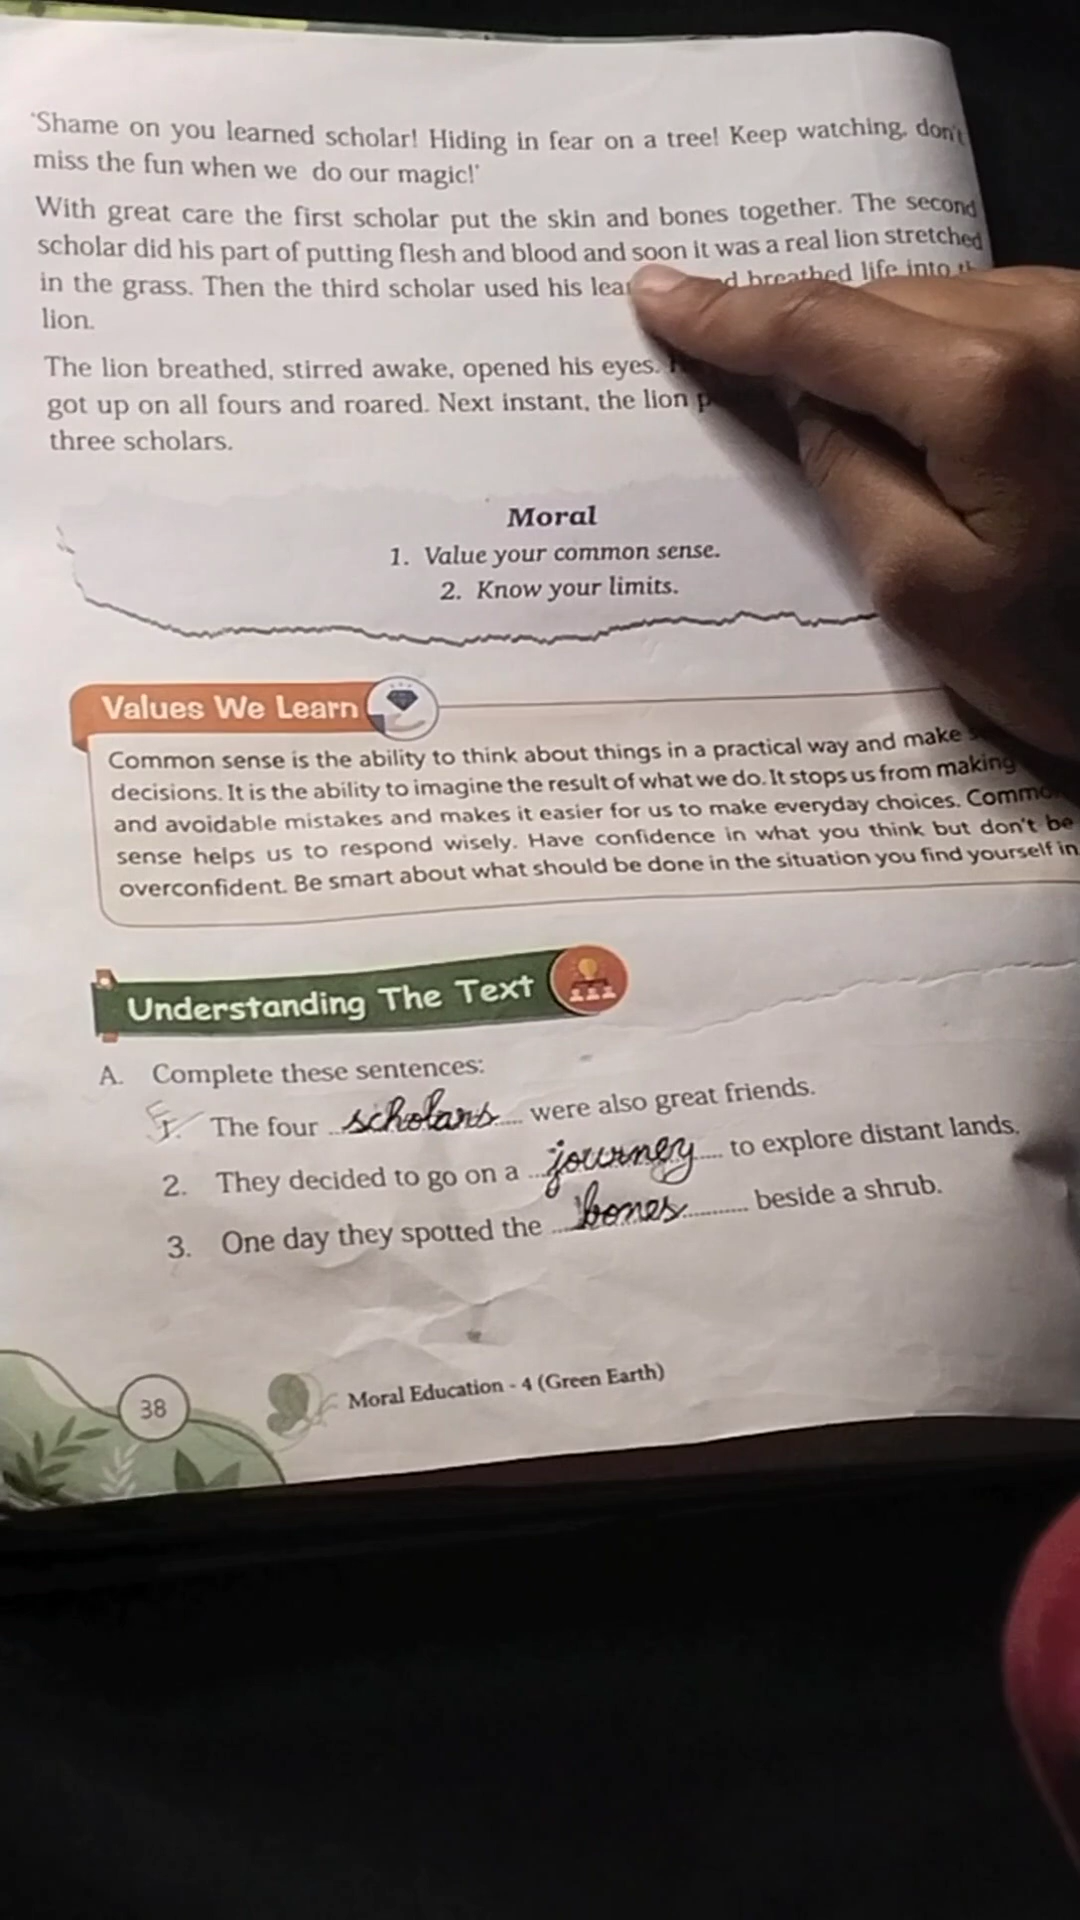 'Shame on you learned scholar! Hiding in fear on a tree! Keep watching, don't
miss the fun when we do our magic!'
With great care the first scholar put the skin and bones together. The second
scholar did his part of putting flesh and blood and soon it was a real lion stretched
in the grass. Then the third scholar used his breathed life into
lion.
The lion breathed, stirred awake, opened his eyes.
got up on all fours and roared. Next instant, the lion
three scholars.
Moral
1. Value your common sense.
2. Know your limits.
Values We Learn
Common sense is the ability to think about things in a practical way and make
decisions. It is the ability to imagine the result of what we do. It stops us from making
and avoidable mistakes and makes it easier for us to make everyday choices.
sense helps us to respond wisely. Have confidence in what you think but don't be
overconfident. Be smart about what should be done in the situation you find yourself in
Understanding The Text
A. Complete these sentences:
1. The four scholars were also great friends.
2. They decided to go on a journey to explore distant lands.
3. One day they spotted the bones beside a shrub.
38
Moral Education - 4 (Green Earth)